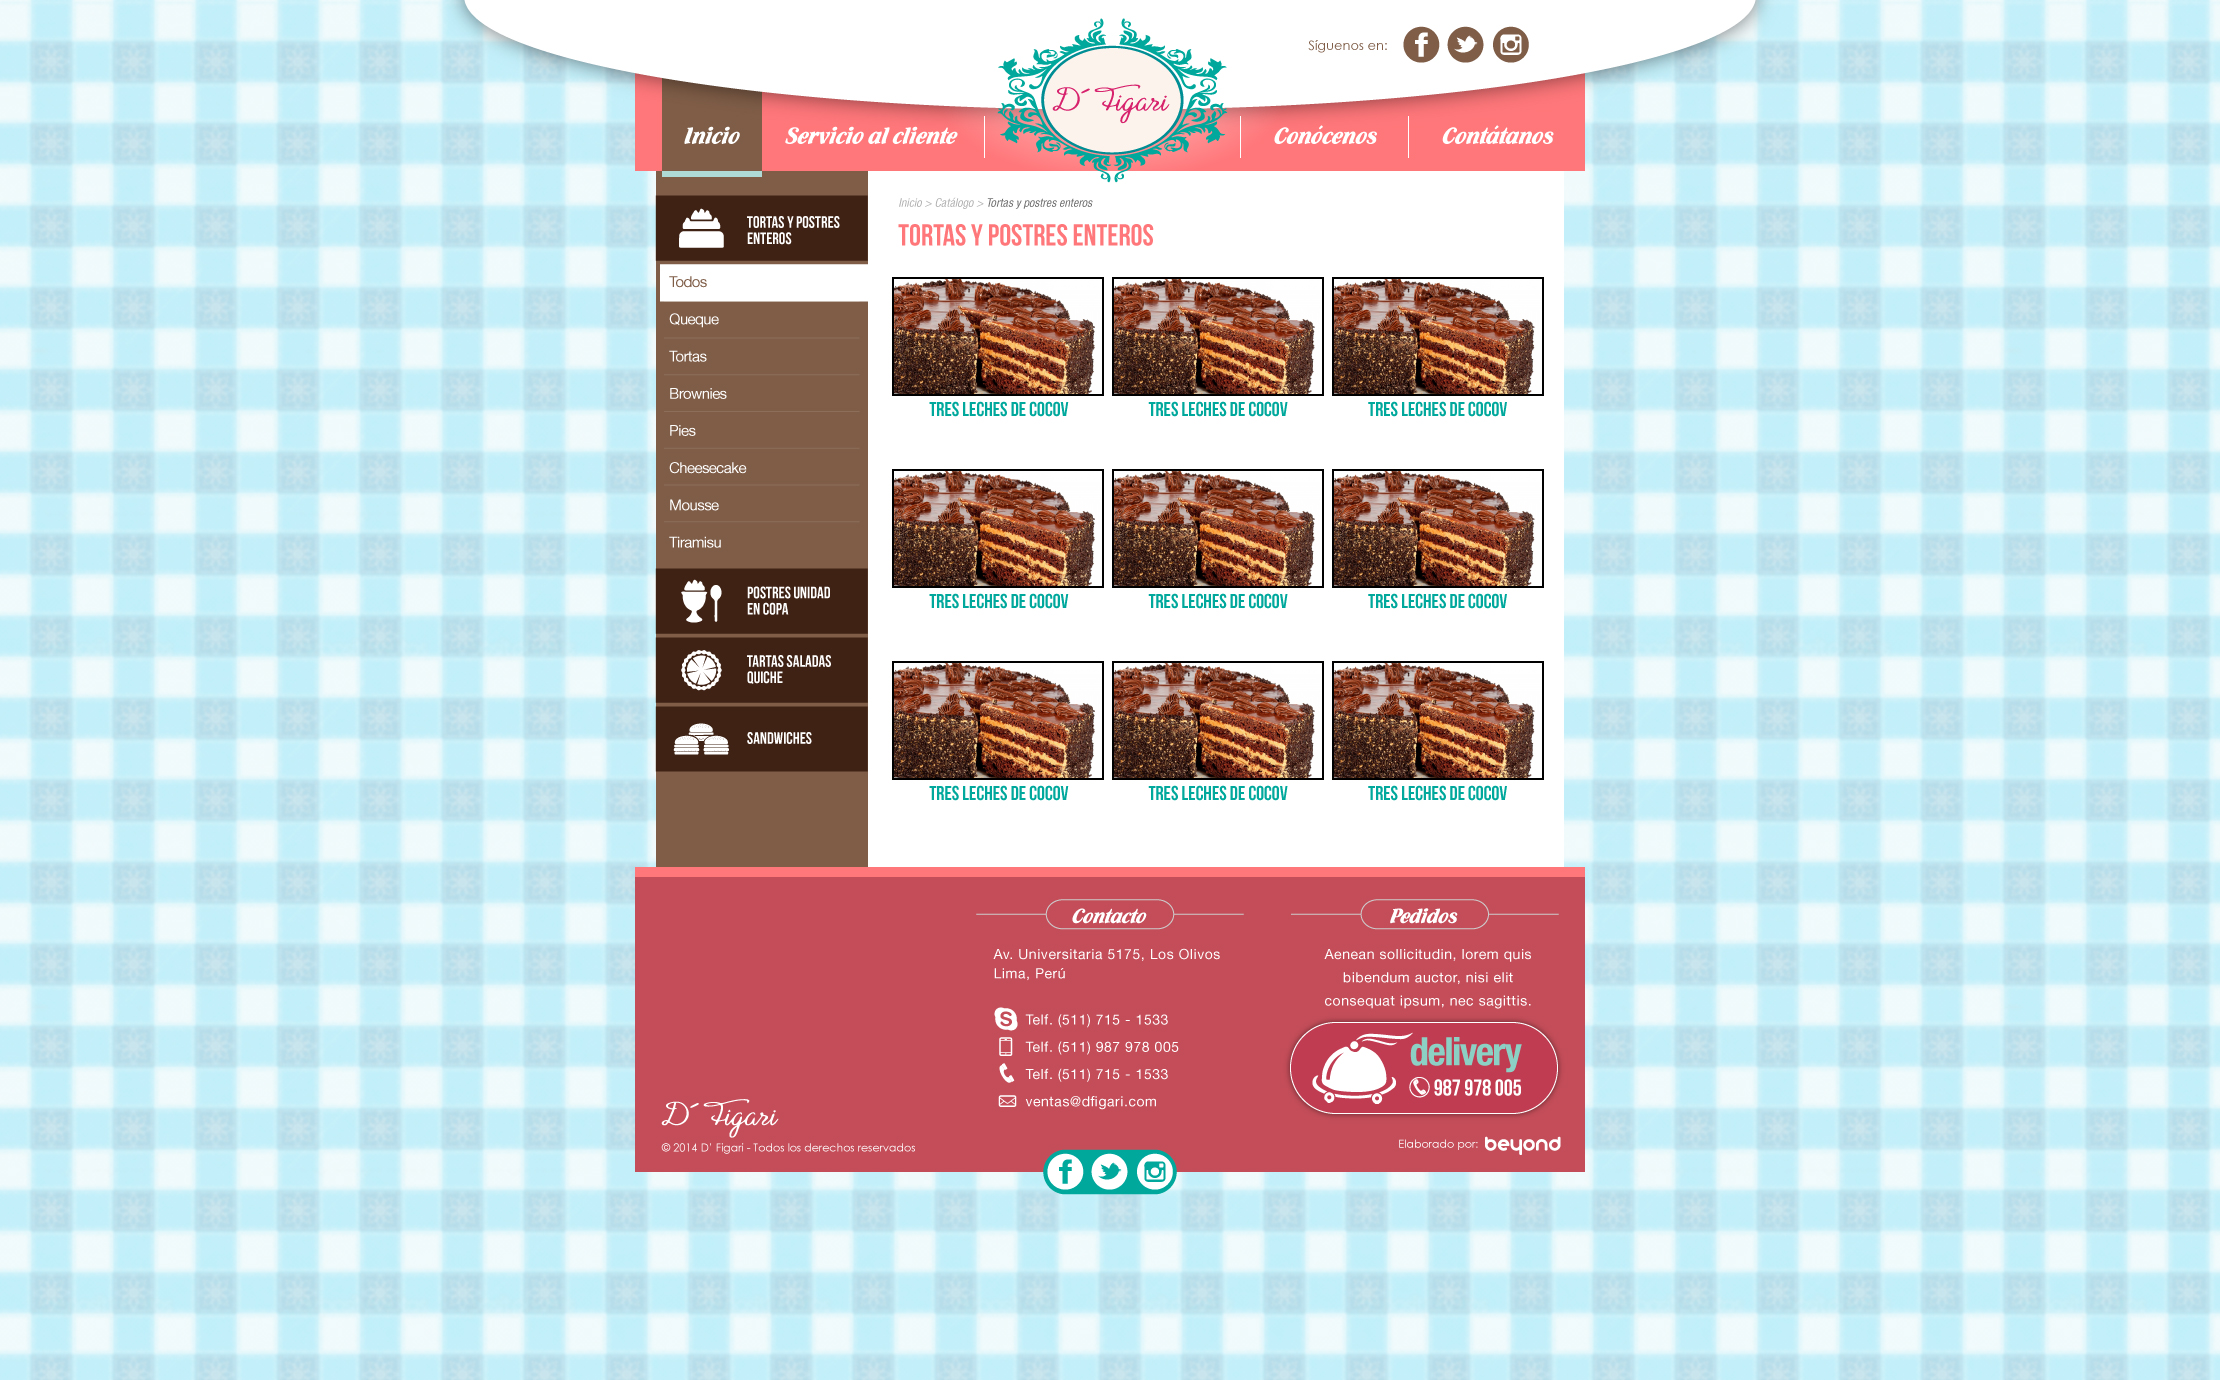 Síguenos en:
D´ Figari
Inicio
Servicio al cliente
Conócenos
Contátanos
Inicio > Catálogo > Tortas y postres enteros
TORTAS Y POSTRES ENTEROS
TORTAS Y POSTRES
ENTEROS
Todos
Queque
Tortas
Brownies
Pies
Cheesecake
Mousse
Tiramisu
POSTRES UNIDAD
EN COPA
TARTAS SALADAS
QUICHE
SANDWICHES
TRES LECHES DE COCOV
TRES LECHES DE COCOV
TRES LECHES DE COCOV
TRES LECHES DE COCOV
TRES LECHES DE COCOV
TRES LECHES DE COCOV
TRES LECHES DE COCOV
TRES LECHES DE COCOV
TRES LECHES DE COCOV
Contacto
Av. Universitaria 5175, Los Olivos
Lima, Perú
Telf. (511) 715 - 1533
Telf. (511) 987 978 005
Telf. (511) 715 - 1533
ventas@dfigari.com
Pedidos
Aenean sollicitudin, lorem quis
bibendum auctor, nisi elit
consequat ipsum, nec sagittis.
delivery
987 978 005
D´ Figari
© 2014 D' Figari - Todos los derechos reservados
Elaborado por: beyond